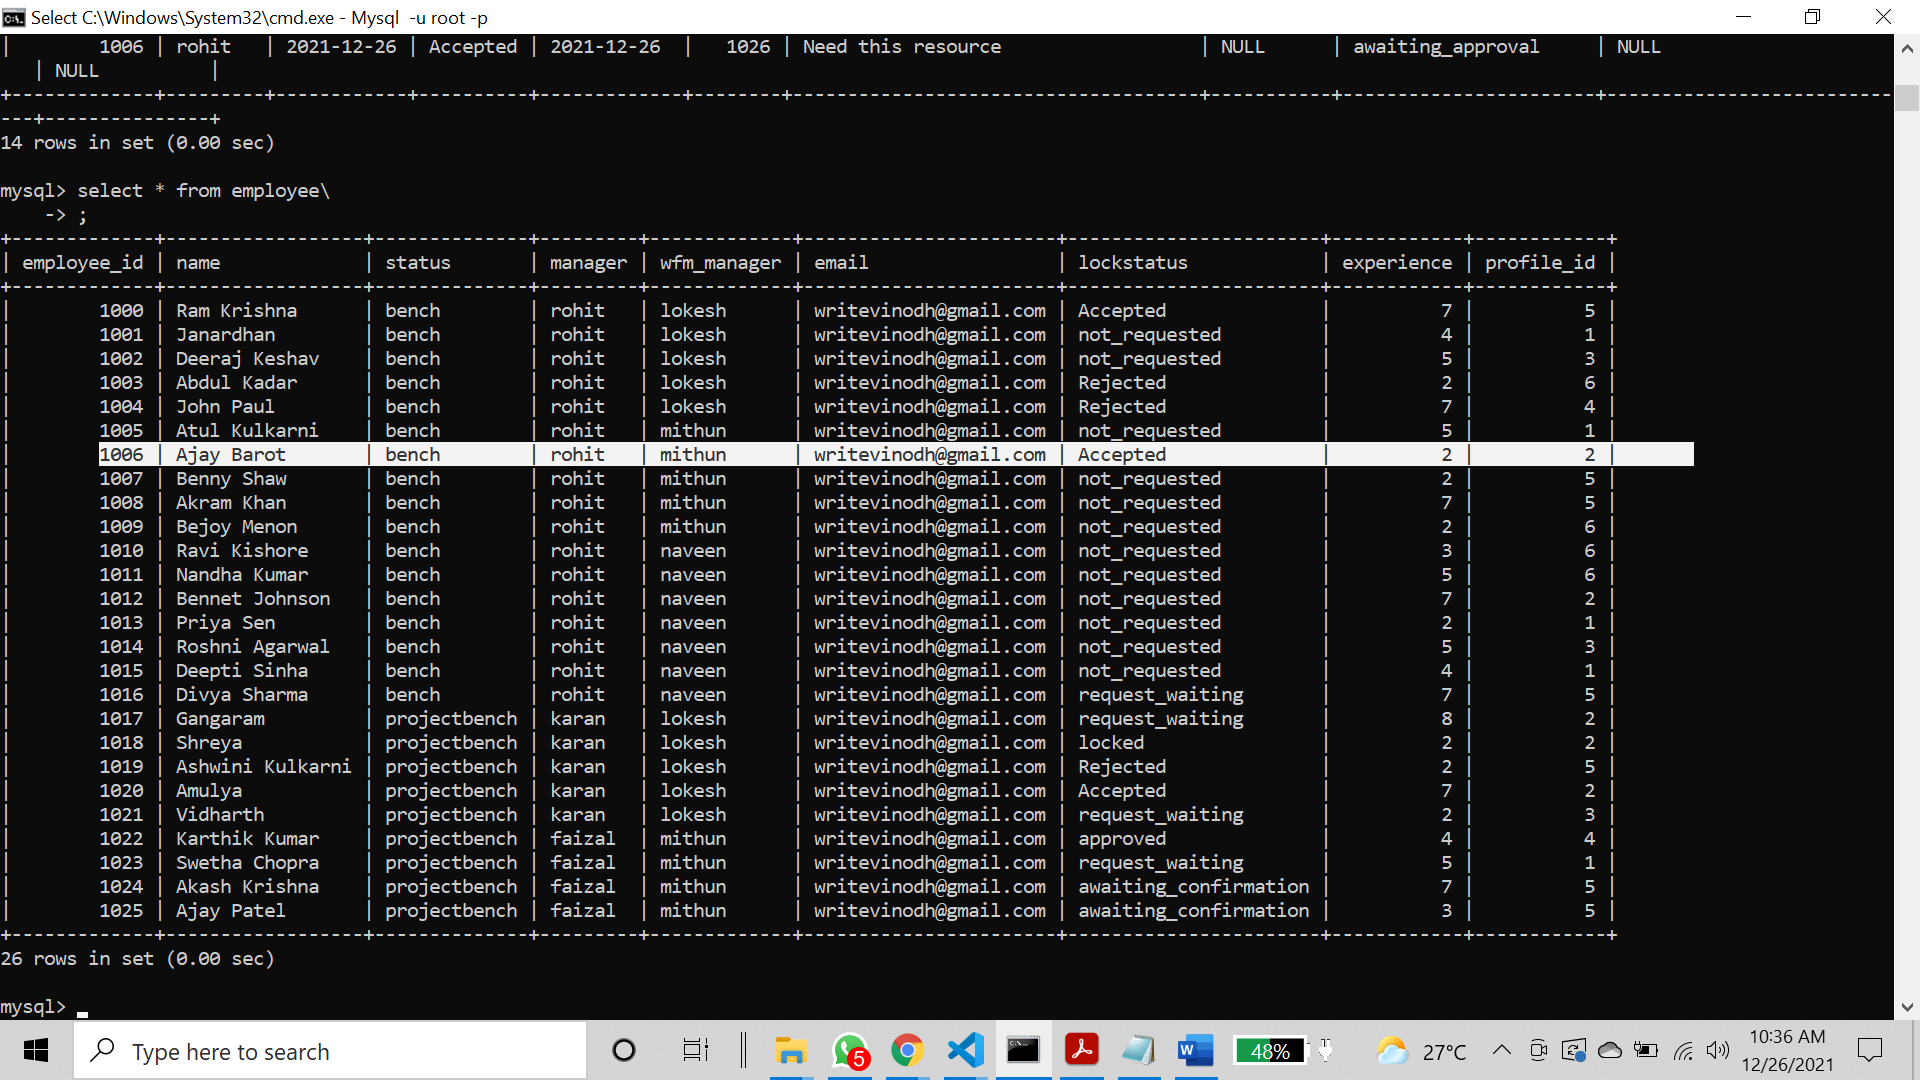 Select C:\Windows\System32\cmd.exe - Mysql  -u root -p
|        1006 | rohit   | 2021-12-26 | Accepted | 2021-12-26  |   1026 | Need this resource                  | NULL      | awaiting_approval     | NULL
   | NULL          |
+-------------+---------+------------+----------+-------------+--------+-------------------------------------+-----------+-----------------------+--------------------------
---+---------------+
14 rows in set (0.00 sec)
mysql> select * from employee\
    -> ;
+-------------+------------------+--------------+---------+-------------+-----------------------+-----------------------+------------+------------+
| employee_id | name             | status       | manager | wfm_manager | email                 | lockstatus            | experience | profile_id |
+-------------+------------------+--------------+---------+-------------+-----------------------+-----------------------+------------+------------+
|        1000 | Ram Krishna      | bench        | rohit   | lokesh      | writevinodh@gmail.com | Accepted              |          7 |          5 |
|        1001 | Janardhan        | bench        | rohit   | lokesh      | writevinodh@gmail.com | not_requested         |          4 |          1 |
|        1002 | Deeraj Keshav    | bench        | rohit   | lokesh      | writevinodh@gmail.com | not_requested         |          5 |          3 |
|        1003 | Abdul Kadar      | bench        | rohit   | lokesh      | writevinodh@gmail.com | Rejected              |          2 |          6 |
|        1004 | John Paul        | bench        | rohit   | lokesh      | writevinodh@gmail.com | Rejected              |          7 |          4 |
|        1005 | Atul Kulkarni    | bench        | rohit   | mithun      | writevinodh@gmail.com | not_requested         |          5 |          1 |
|        1006 | Ajay Barot       | bench        | rohit   | mithun      | writevinodh@gmail.com | Accepted              |          2 |          2 |
|        1007 | Benny Shaw       | bench        | rohit   | mithun      | writevinodh@gmail.com | not_requested         |          2 |          5 |
|        1008 | Akram Khan       | bench        | rohit   | mithun      | writevinodh@gmail.com | not_requested         |          7 |          5 |
|        1009 | Bejoy Menon      | bench        | rohit   | mithun      | writevinodh@gmail.com | not_requested         |          2 |          6 |
|        1010 | Ravi Kishore     | bench        | rohit   | naveen      | writevinodh@gmail.com | not_requested         |          3 |          6 |
|        1011 | Nandha Kumar     | bench        | rohit   | naveen      | writevinodh@gmail.com | not_requested         |          5 |          6 |
|        1012 | Bennet Johnson   | bench        | rohit   | naveen      | writevinodh@gmail.com | not_requested         |          7 |          2 |
|        1013 | Priya Sen        | bench        | rohit   | naveen      | writevinodh@gmail.com | not_requested         |          2 |          1 |
|        1014 | Roshni Agarwal   | bench        | rohit   | naveen      | writevinodh@gmail.com | not_requested         |          5 |          3 |
|        1015 | Deepti Sinha     | bench        | rohit   | naveen      | writevinodh@gmail.com | not_requested         |          4 |          1 |
|        1016 | Divya Sharma     | bench        | rohit   | naveen      | writevinodh@gmail.com | request_waiting       |          7 |          5 |
|        1017 | Gangaram         | projectbench | karan   | lokesh      | writevinodh@gmail.com | request_waiting       |          8 |          2 |
|        1018 | Shreya           | projectbench | karan   | lokesh      | writevinodh@gmail.com | locked                |          2 |          2 |
|        1019 | Ashwini Kulkarni | projectbench | karan   | lokesh      | writevinodh@gmail.com | Rejected              |          2 |          5 |
|        1020 | Amulya           | projectbench | karan   | lokesh      | writevinodh@gmail.com | Accepted              |          7 |          2 |
|        1021 | Vidharth         | projectbench | karan   | lokesh      | writevinodh@gmail.com | request_waiting       |          2 |          3 |
|        1022 | Karthik Kumar    | projectbench | faizal  | mithun      | writevinodh@gmail.com | approved              |          4 |          4 |
|        1023 | Swetha Chopra    | projectbench | faizal  | mithun      | writevinodh@gmail.com | request_waiting       |          5 |          1 |
|        1024 | Akash Krishna    | projectbench | faizal  | mithun      | writevinodh@gmail.com | awaiting_confirmation |          7 |          5 |
|        1025 | Ajay Patel       | projectbench | faizal  | mithun      | writevinodh@gmail.com | awaiting_confirmation |          3 |          5 |
+-------------+------------------+--------------+---------+-------------+-----------------------+-----------------------+------------+------------+
26 rows in set (0.00 sec)
mysql>
Type here to search
5
W
48%
27°C
10:36 AM
12/26/2021